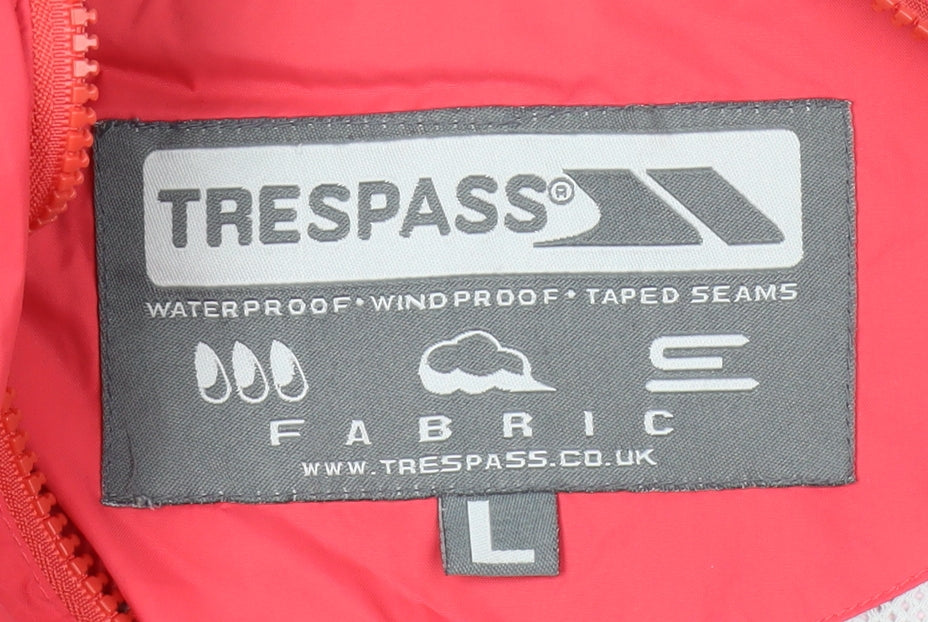 TRESPASS®
WATERPROOF • WINDPROOF • TAPED SEAMS
FABRIC
WWW.TRESPASS.CO.UK
L